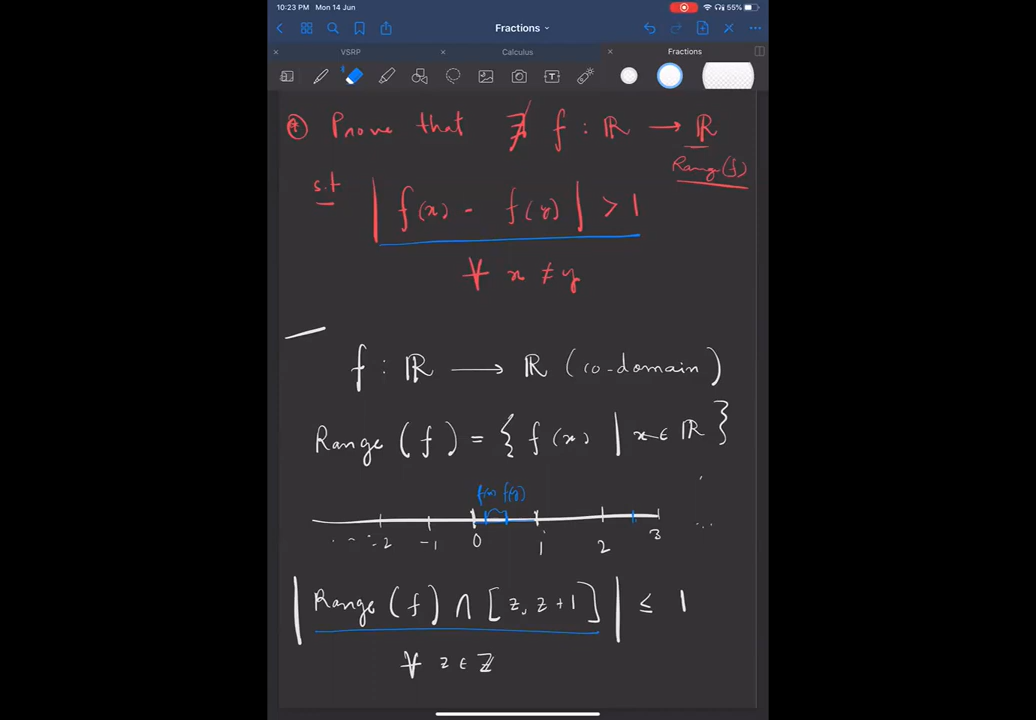 10:23 PM Mon 14 Jun 55%
Fractions
VSRP Calculus Fractions
Prove that ∄ f : ℝ → ℝ
Range(f)
s.t | f(x) - f(y) | > 1
∀ x ≠ y
f : ℝ → ℝ (co-domain)
Range (f) = { f(x) | x ∈ ℝ }
f(x) f(y)
... -2 -1 0 1 2 3 ...
| Range (f) ∩ [z, z+1] | ≤ 1
∀ z ∈ ℤ